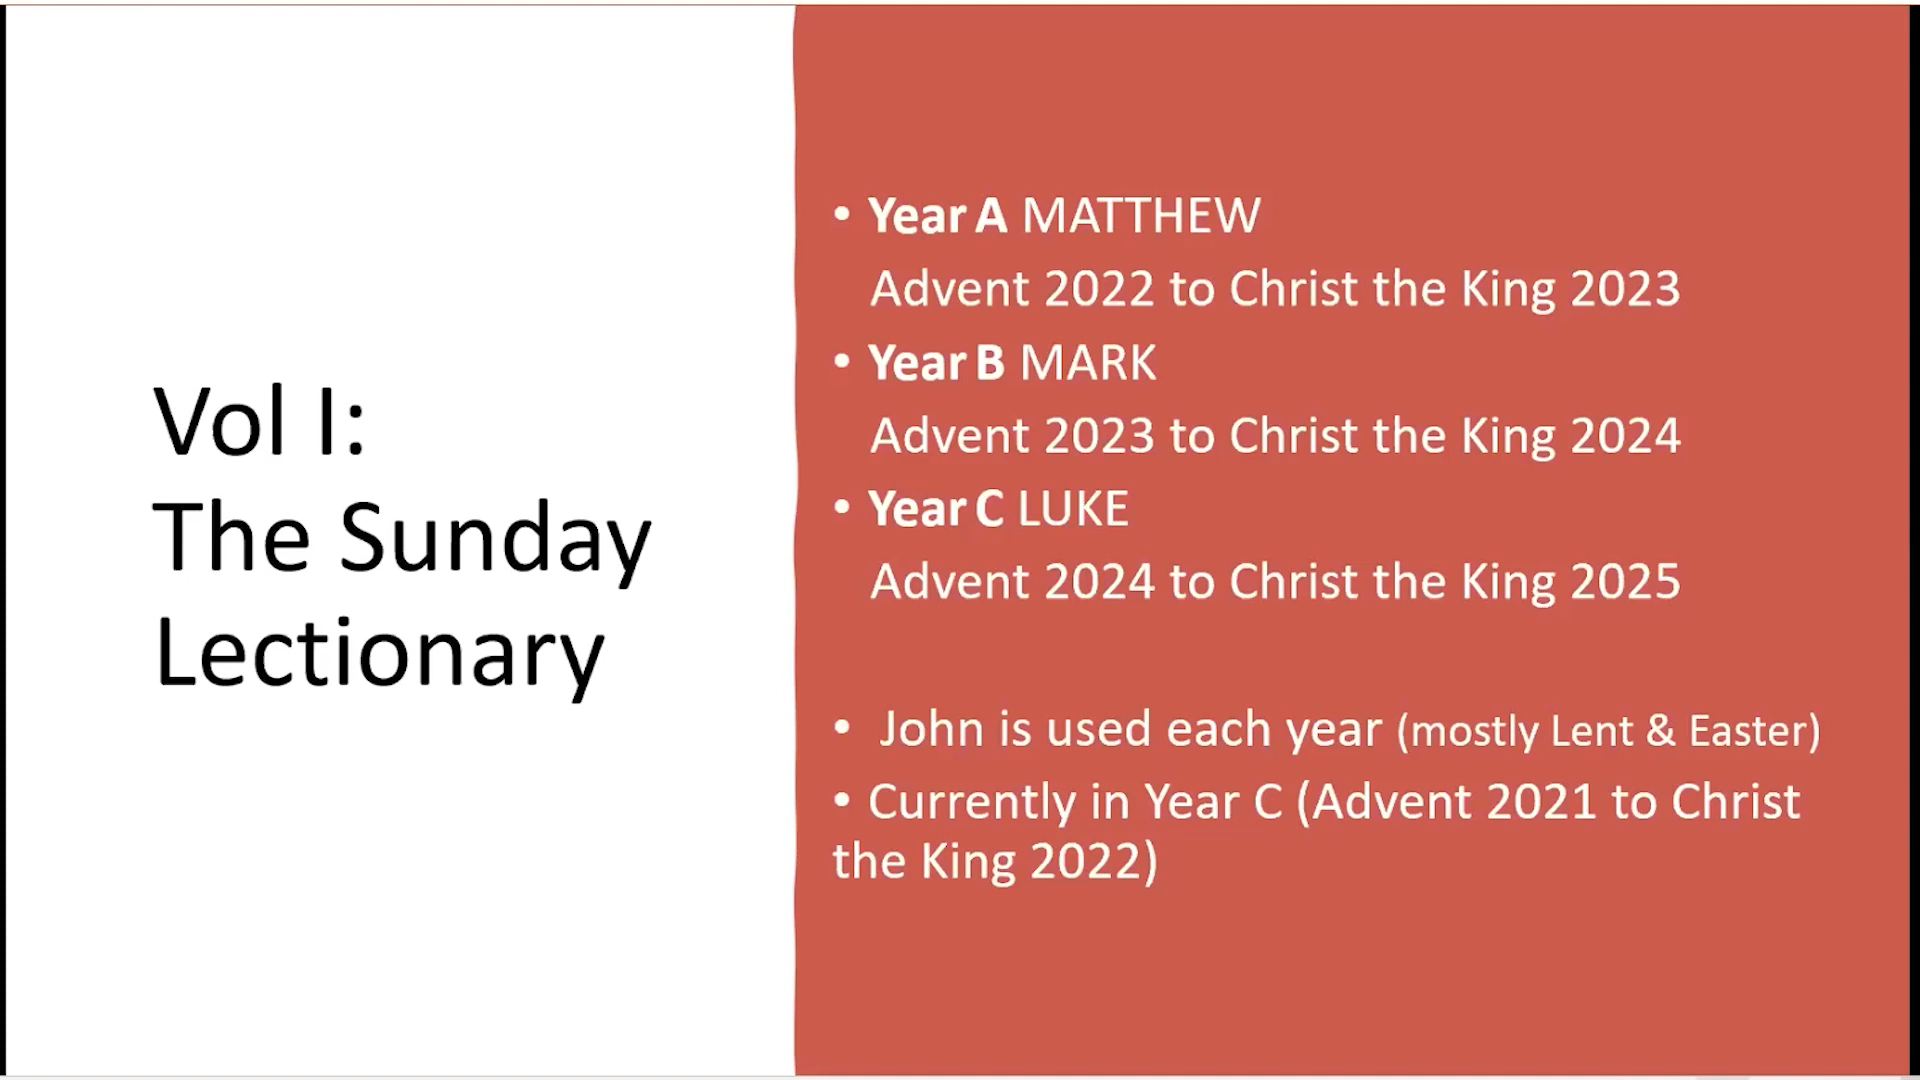 Vol I:
The Sunday
Lectionary
• Year A MATTHEW
Advent 2022 to Christ the King 2023
• Year B MARK
Advent 2023 to Christ the King 2024
• Year C LUKE
Advent 2024 to Christ the King 2025
• John is used each year (mostly Lent & Easter)
• Currently in Year C (Advent 2021 to Christ
the King 2022)